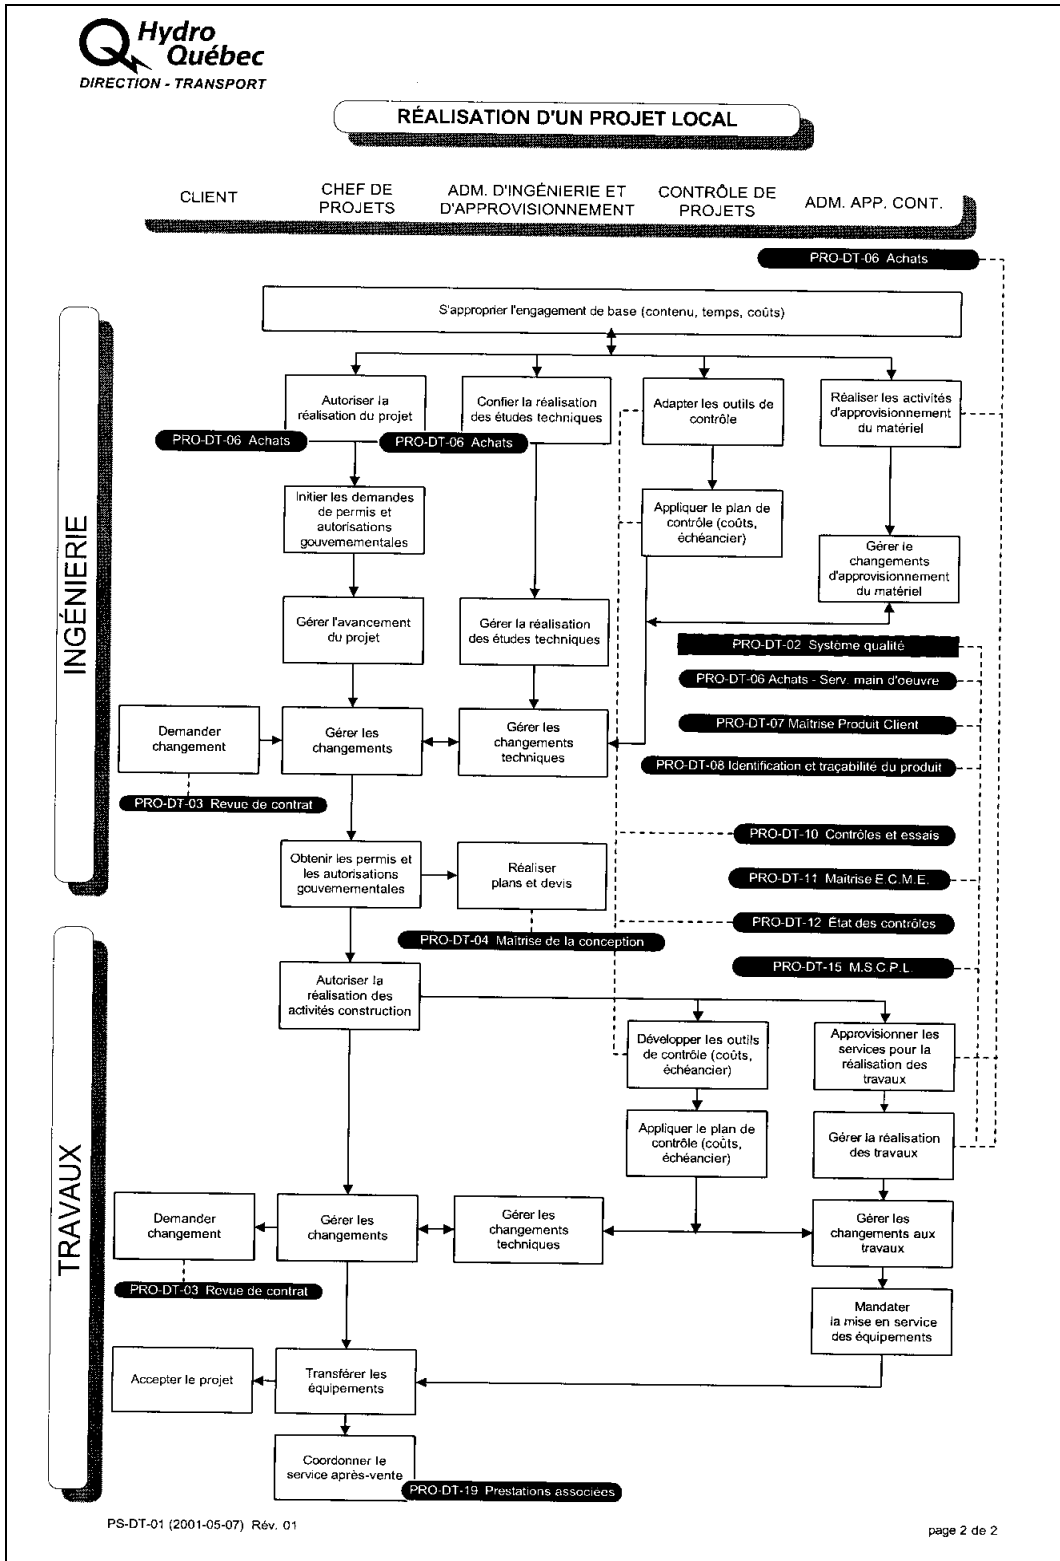 Hydro
Québec
DIRECTION - TRANSPORT
RÉALISATION D'UN PROJET LOCAL
CLIENT
CHEF DE
PROJETS
ADM. D'INGÉNIERIE ET
D'APPROVISIONNEMENT
CONTRÔLE DE
PROJETS
ADM. APP. CONT.
PRO-DT-06 Achats
S'approprier l'engagement de base (contenu, temps, coûts)
INGÉNIERIE
Autoriser la
réalisation du projet
Confier la réalisation
des études techniques
Adapter les outils de
contrôle
Réaliser les activités
d'approvisionnement
du matériel
PRO-DT-06 Achats
PRO-DT-06 Achats
Initier les demandes
de permis et
autorisations
gouvernementales
Appliquer le plan de
contrôle (coûts,
échéancier)
Gérer le
changements
d'approvisionnement
du matériel
Gérer l'avancement
du projet
Gérer la réalisation
des études techniques
PRO-DT-02 Système qualité
PRO-DT-06 Achats - Serv. main d'oeuvre
PRO-DT-07 Maîtrise Produit Client
PRO-DT-08 Identification et traçabilité du produit
Demander
changement
Gérer les
changements
Gérer les
changements
techniques
PRO-DT-03 Revue de contrat
PRO-DT-10 Contrôles et essais
PRO-DT-11 Maîtrise E.C.M.E.
PRO-DT-12 État des contrôles
PRO-DT-15 M.S.C.P.L.
Obtenir les permis et
les autorisations
gouvernementales
Réaliser
plans et devis
PRO-DT-04 Maîtrise de la conception
TRAVAUX
Autoriser la
réalisation des
activités construction
Développer les outils
de contrôle (coûts,
échéancier)
Approvisionner les
services pour la
réalisation des
travaux
Appliquer le plan de
contrôle (coûts,
échéancier)
Gérer la réalisation
des travaux
Demander
changement
Gérer les
changements
Gérer les
changements
techniques
Gérer les
changements aux
travaux
PRO-DT-03 Revue de contrat
Mandater
la mise en service
des équipements
Accepter le projet
Transférer les
équipements
Coordonner le
service après-vente
PRO-DT-19 Prestations associées
PS-DT-01 (2001-05-07) Rév. 01
page 2 de 2